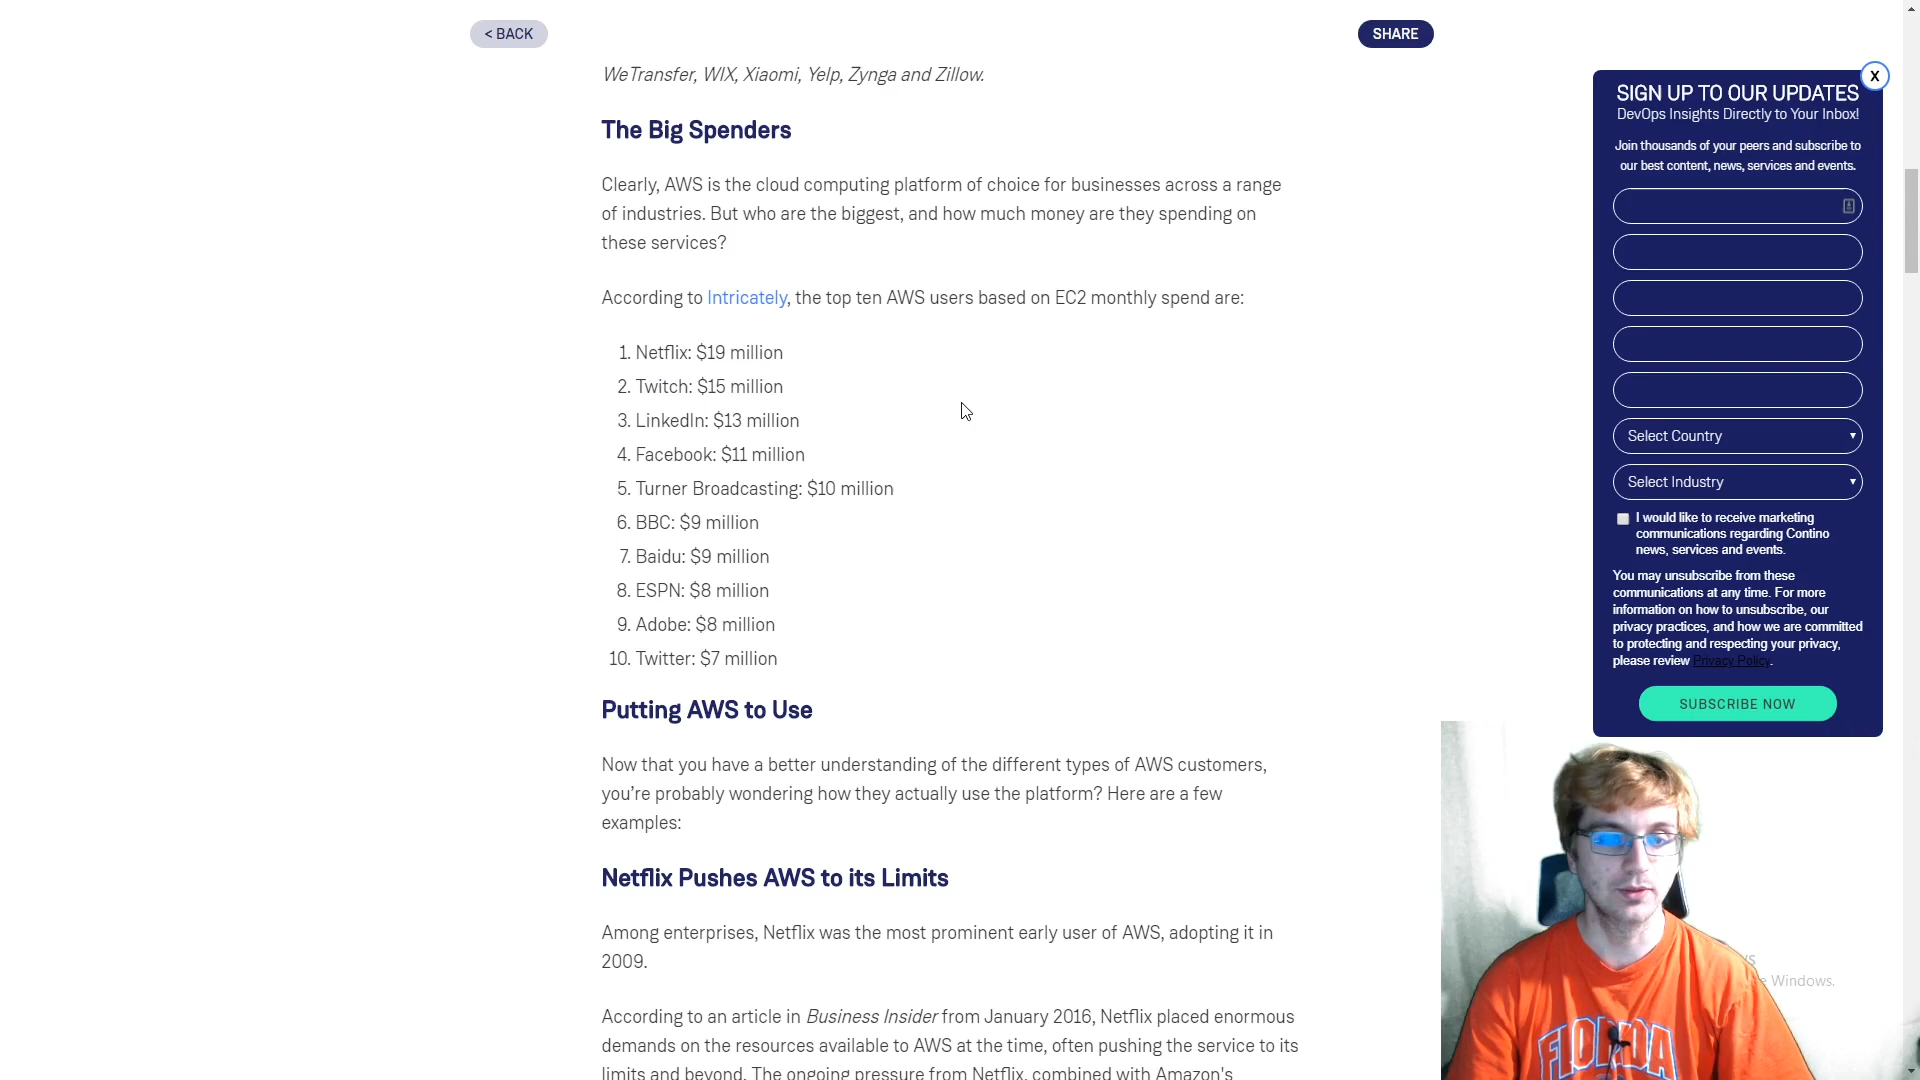 < BACK
SHARE
WeTransfer, WIX, Xiaomi, Yelp, Zynga and Zillow.
The Big Spenders
Clearly, AWS is the cloud computing platform of choice for businesses across a range
of industries. But who are the biggest, and how much money are they spending on
these services?
According to Intricately, the top ten AWS users based on EC2 monthly spend are:
1. Netflix: $19 million
2. Twitch: $15 million
3. LinkedIn: $13 million
4. Facebook: $11 million
5. Turner Broadcasting: $10 million
6. BBC: $9 million
7. Baidu: $9 million
8. ESPN: $8 million
9. Adobe: $8 million
10. Twitter: $7 million
Putting AWS to Use
Now that you have a better understanding of the different types of AWS customers,
you’re probably wondering how they actually use the platform? Here are a few
examples:
Netflix Pushes AWS to its Limits
Among enterprises, Netflix was the most prominent early user of AWS, adopting it in
2009.
According to an article in Business Insider from January 2016, Netflix placed enormous
demands on the resources available to AWS at the time, often pushing the service to its
limits and beyond. The ongoing pressure from Netflix, combined with Amazon's
X
SIGN UP TO OUR UPDATES
DevOps Insights Directly to Your Inbox!
Join thousands of your peers and subscribe to
our best content, news, services and events.
Select Country
Select Industry
I would like to receive marketing
communications regarding Contino
news, services and events.
You may unsubscribe from these
communications at any time. For more
information on how to unsubscribe, our
privacy practices, and how we are committed
to protecting and respecting your privacy,
please review Privacy Policy.
SUBSCRIBE NOW
Windows.
FLORIDA